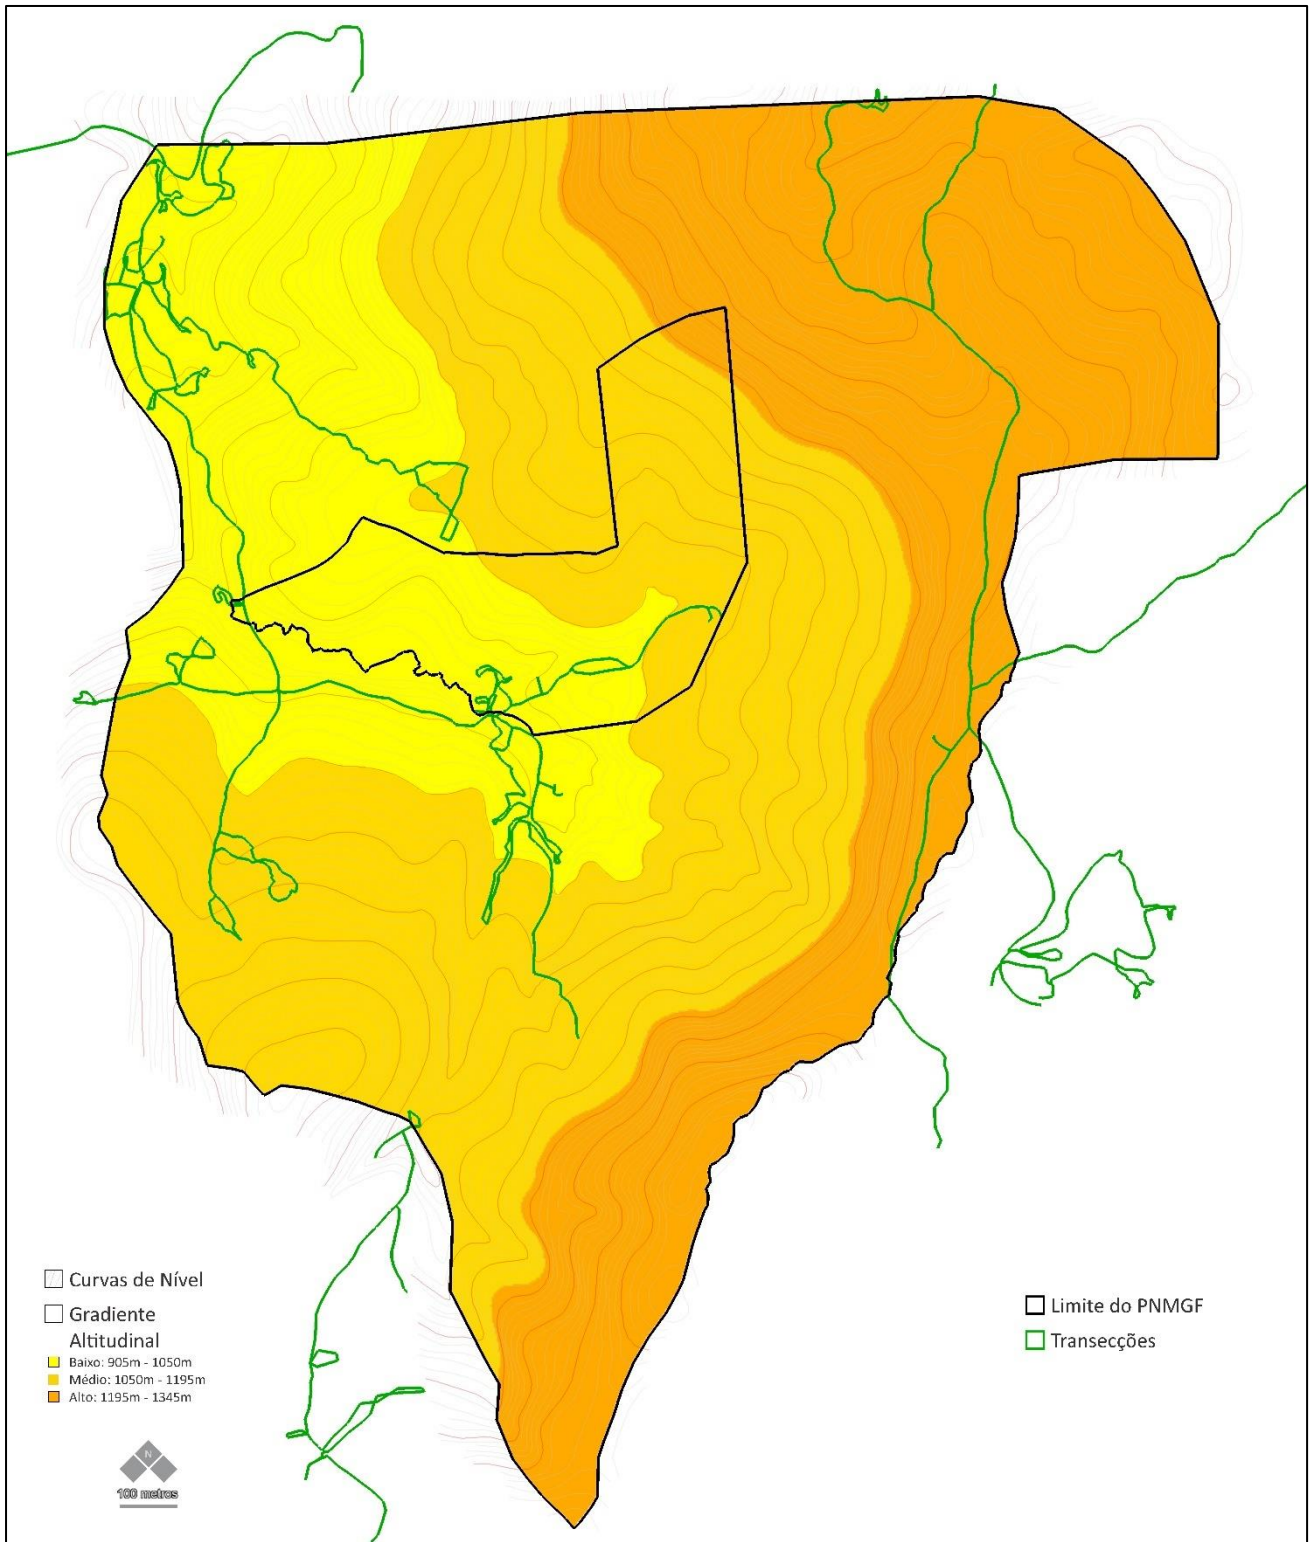 Curvas de Nível
Gradiente
Altitudinal
Baixo: 905m - 1050m
Médio: 1050m - 1195m
Alto: 1195m - 1345m
N
100 metros
Limite do PNMGF
Transecções